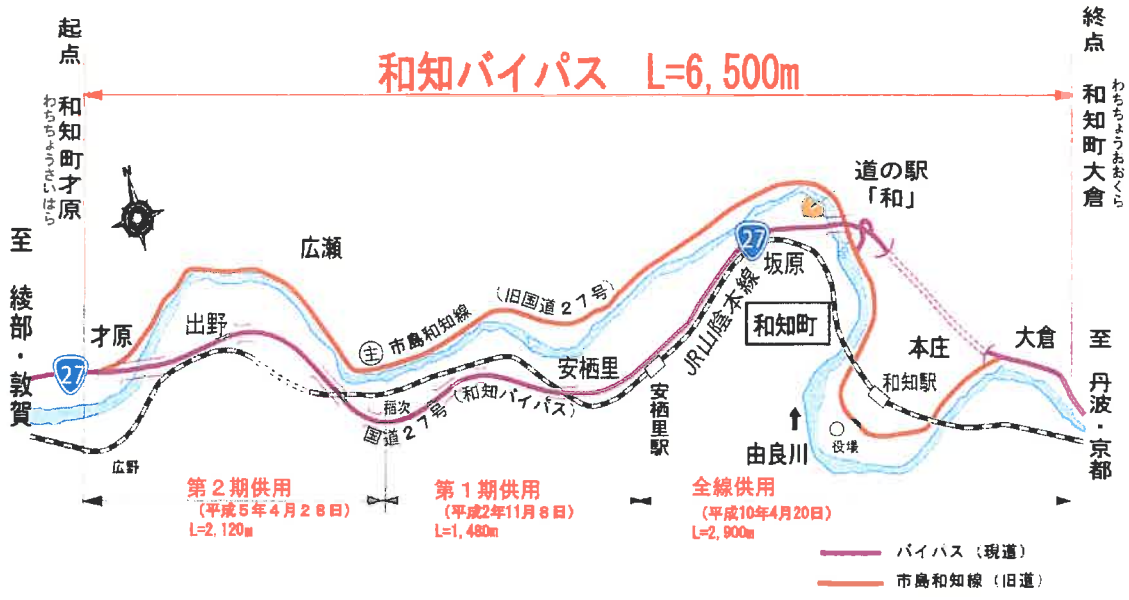 起点 和知町才原
わちちょうさいはら
終点 和知町大倉
わちちょうおおくら
和知バイパス L=6,500m
N
道の駅
「和」
広瀬
27
坂原
至 綾部・敦賀
才原
出野
(旧国道27号)
主
市島和知線
JR山陰本線
和知町
本庄
大倉
至 丹波・京都
27
安栖里
和知駅
稲次
国道27号(和知バイパス)
安栖里駅
役場
由良川
広野
第2期供用
(平成5年4月28日)
L=2,120m
第1期供用
(平成2年11月8日)
L=1,480m
全線供用
(平成10年4月20日)
L=2,900m
バイパス(現道)
市島和知線(旧道)